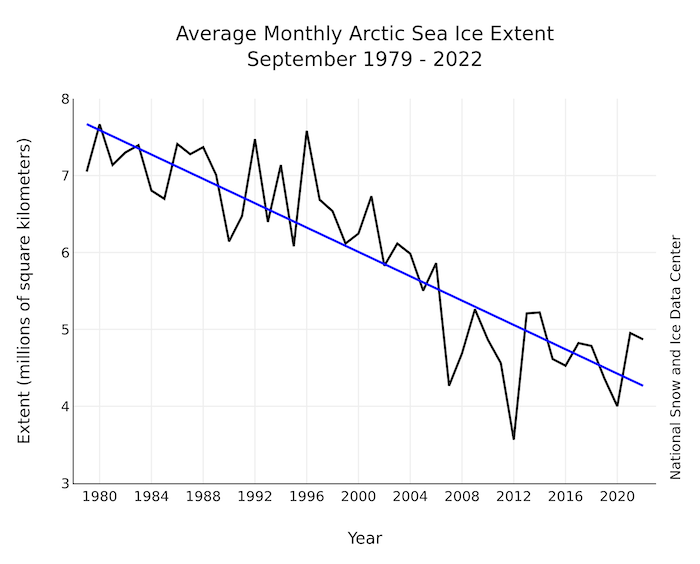 Average Monthly Arctic Sea Ice Extent
September 1979 - 2022
Extent (millions of square kilometers)
8
7
6
5
4
3
1980 1984 1988 1992 1996 2000 2004 2008 2012 2016 2020
Year
National Snow and Ice Data Center